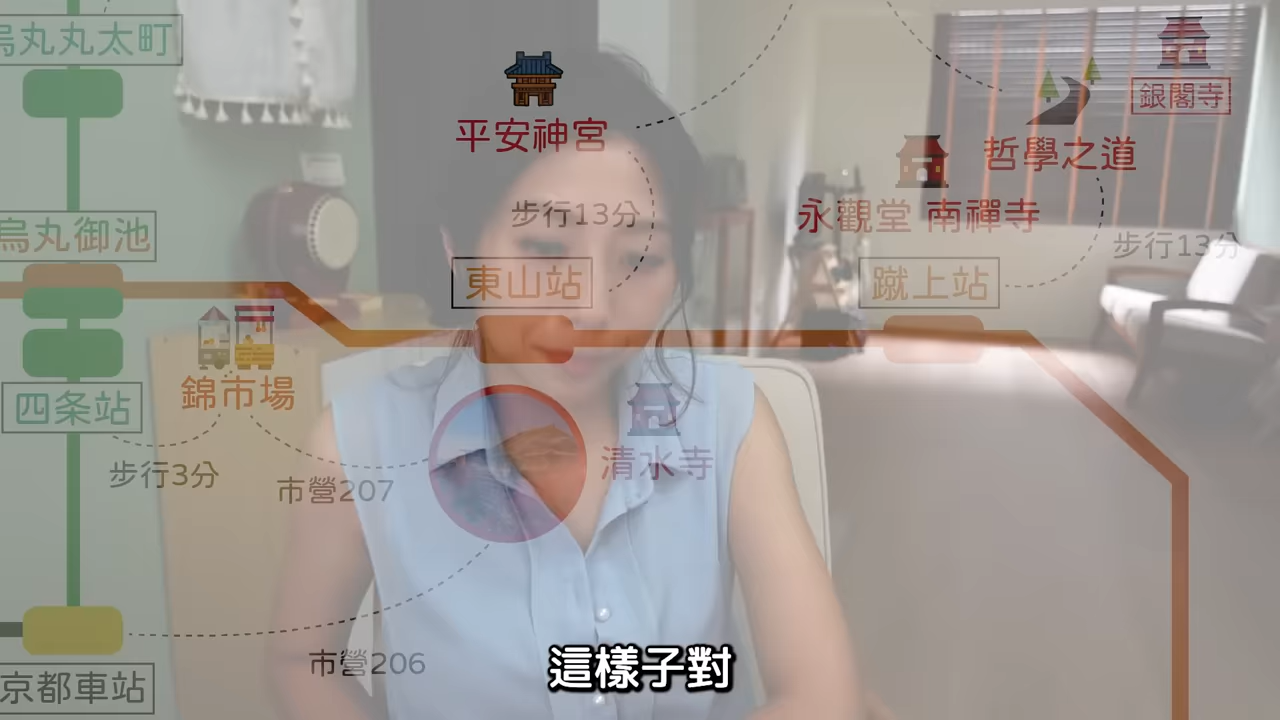 烏丸丸太町
銀閣寺
平安神宮
哲學之道
步行13分
永觀堂 南禪寺
烏丸御池
步行13分
東山站
蹴上站
錦市場
四条站
清水寺
步行3分
市營207
市營206
這樣子對
京都車站